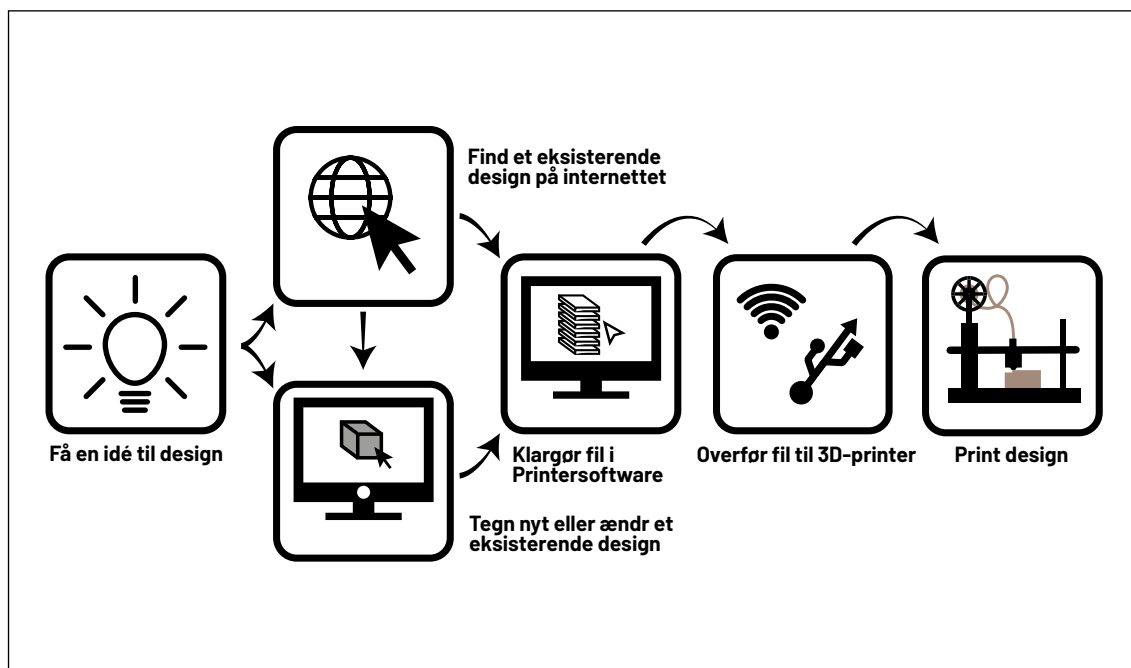 Find et eksisterende
design på internettet
Få en idé til design
Klargør fil i
Printersoftware
Overfør fil til 3D-printer
Print design
Tegn nyt eller ændr et
eksisterende design